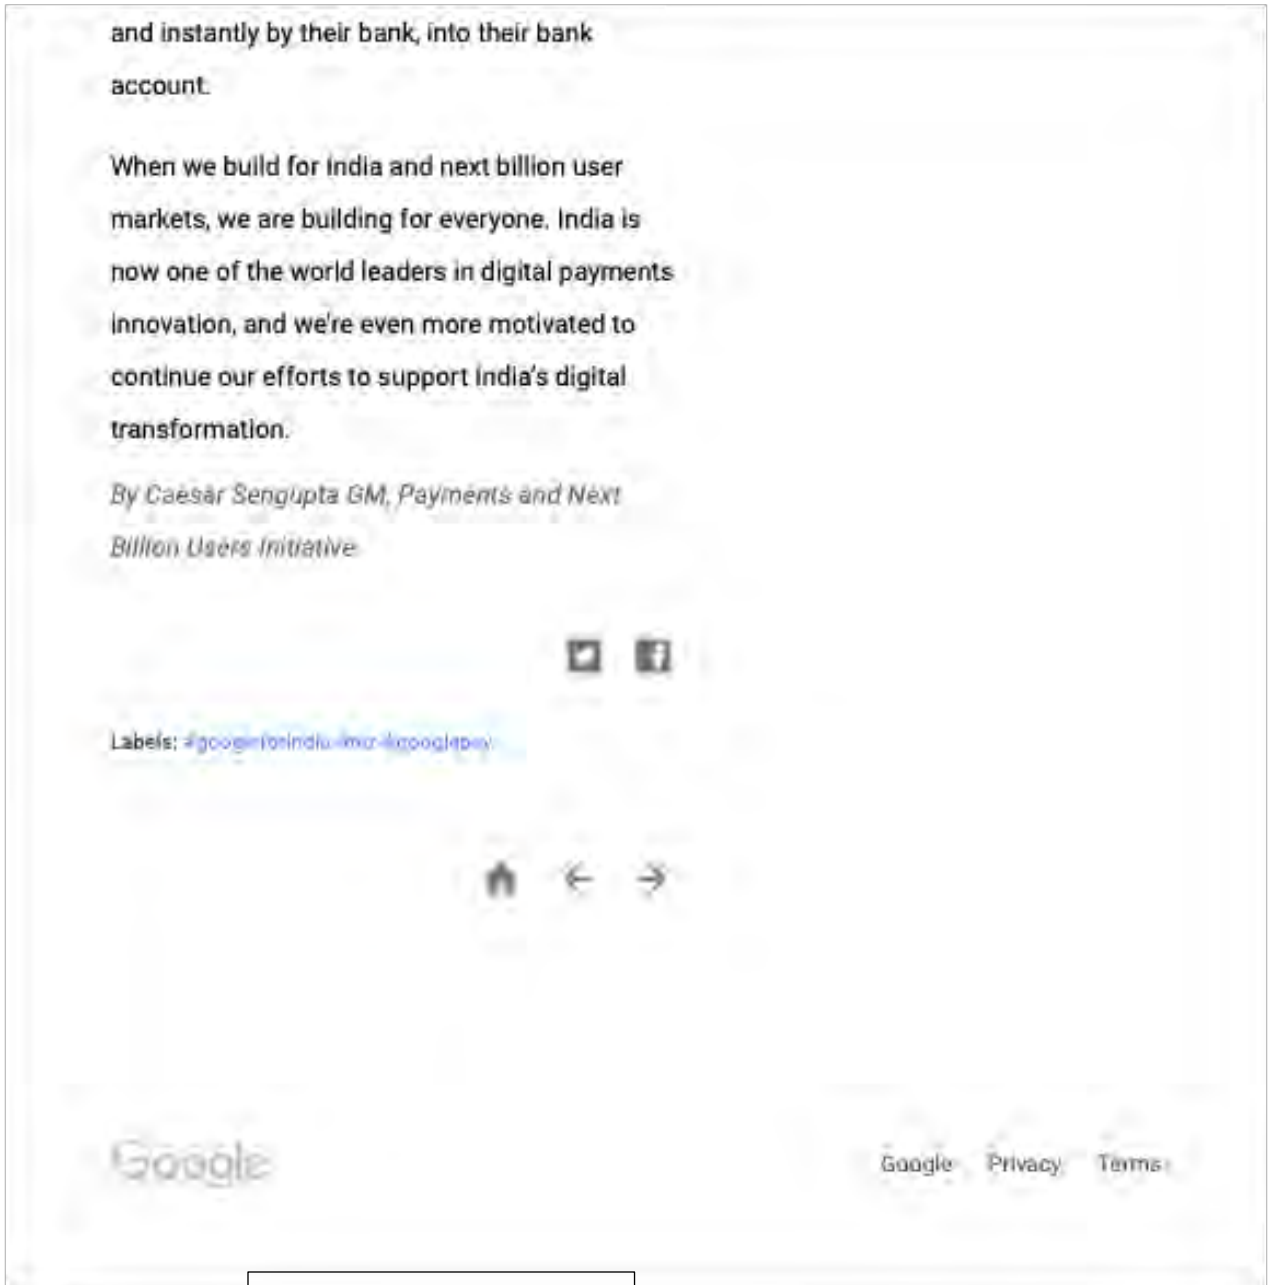 and instantly by their bank, into their bank
account.
When we build for India and next billion user
markets, we are building for everyone. India is
now one of the world leaders in digital payments
innovation, and we're even more motivated to
continue our efforts to support India's digital
transformation.
By Caesar Sengupta GM, Payments and Next
Billion Users Initiative
Labels:
Google
Google Privacy Terms